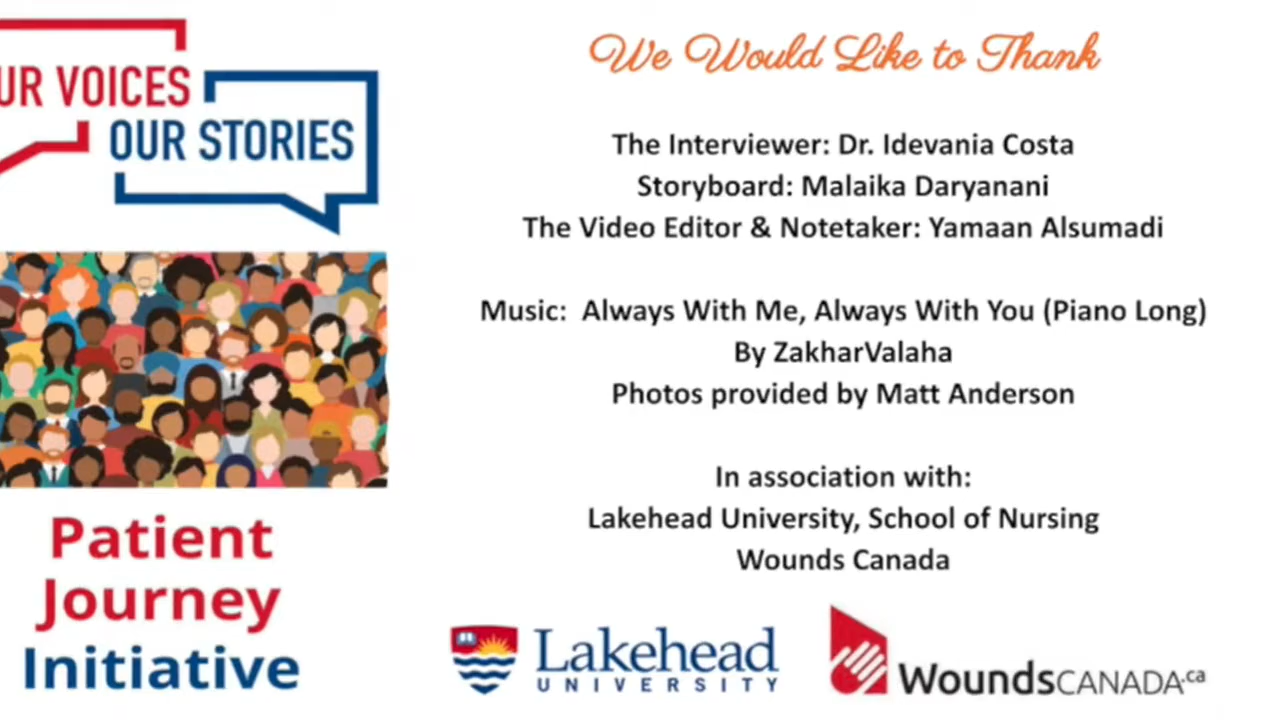 UR VOICES
OUR STORIES
Patient
Journey
Initiative
We Would Like to Thank
The Interviewer: Dr. Idevania Costa
Storyboard: Malaika Daryanani
The Video Editor & Notetaker: Yamaan Alsumadi
Music: Always With Me, Always With You (Piano Long)
By ZakharValaha
Photos provided by Matt Anderson
In association with:
Lakehead University, School of Nursing
Wounds Canada
Lakehead
UNIVERSITY
WoundsCANADA.ca